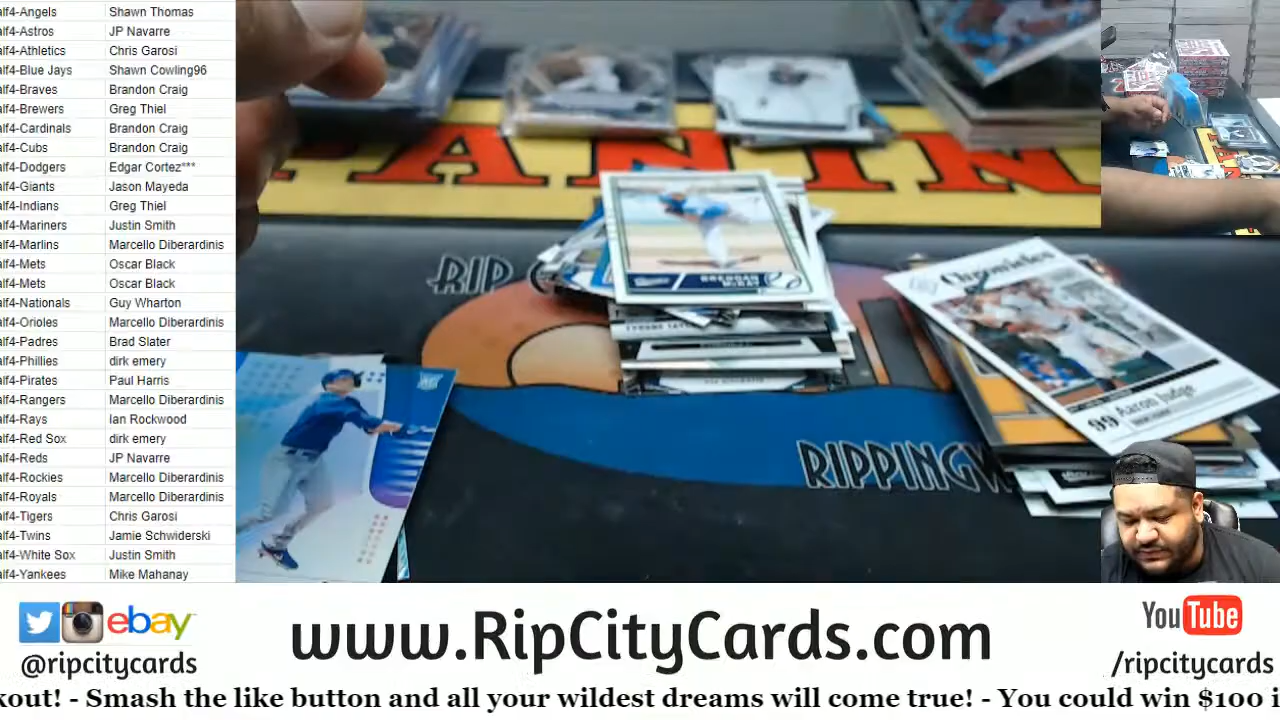 alf4-Angels Shawn Thomas
alf4-Astros JP Navarre
alf4-Athletics Chris Garosi
alf4-Blue Jays Shawn Cowling96
alf4-Braves Brandon Craig
alf4-Brewers Greg Thiel
alf4-Cardinals Brandon Craig
alf4-Cubs Brandon Craig
alf4-Dodgers Edgar Cortez***
alf4-Giants Jason Mayeda
alf4-Indians Greg Thiel
alf4-Mariners Justin Smith
alf4-Marlins Marcello Diberardinis
alf4-Mets Oscar Black
alf4-Mets Oscar Black
alf4-Nationals Guy Wharton
alf4-Orioles Marcello Diberardinis
alf4-Padres Brad Slater
alf4-Phillies dirk emery
alf4-Pirates Paul Harris
alf4-Rangers Marcello Diberardinis
alf4-Rays Ian Rockwood
alf4-Red Sox dirk emery
alf4-Reds JP Navarre
alf4-Rockies Marcello Diberardinis
alf4-Royals Marcello Diberardinis
alf4-Tigers Chris Garosi
alf4-Twins Jamie Schwiderski
alf4-White Sox Justin Smith
alf4-Yankees Mike Mahanay
PANIN
RIP C
BRENDAN
McKAY
Chronicles
99 Aaron Judge
RIPPINGW
ebay
@ripcitycards
www.RipCityCards.com
YouTube
/ripcitycards
kout! - Smash the like button and all your wildest dreams will come true! - You could win $100 i